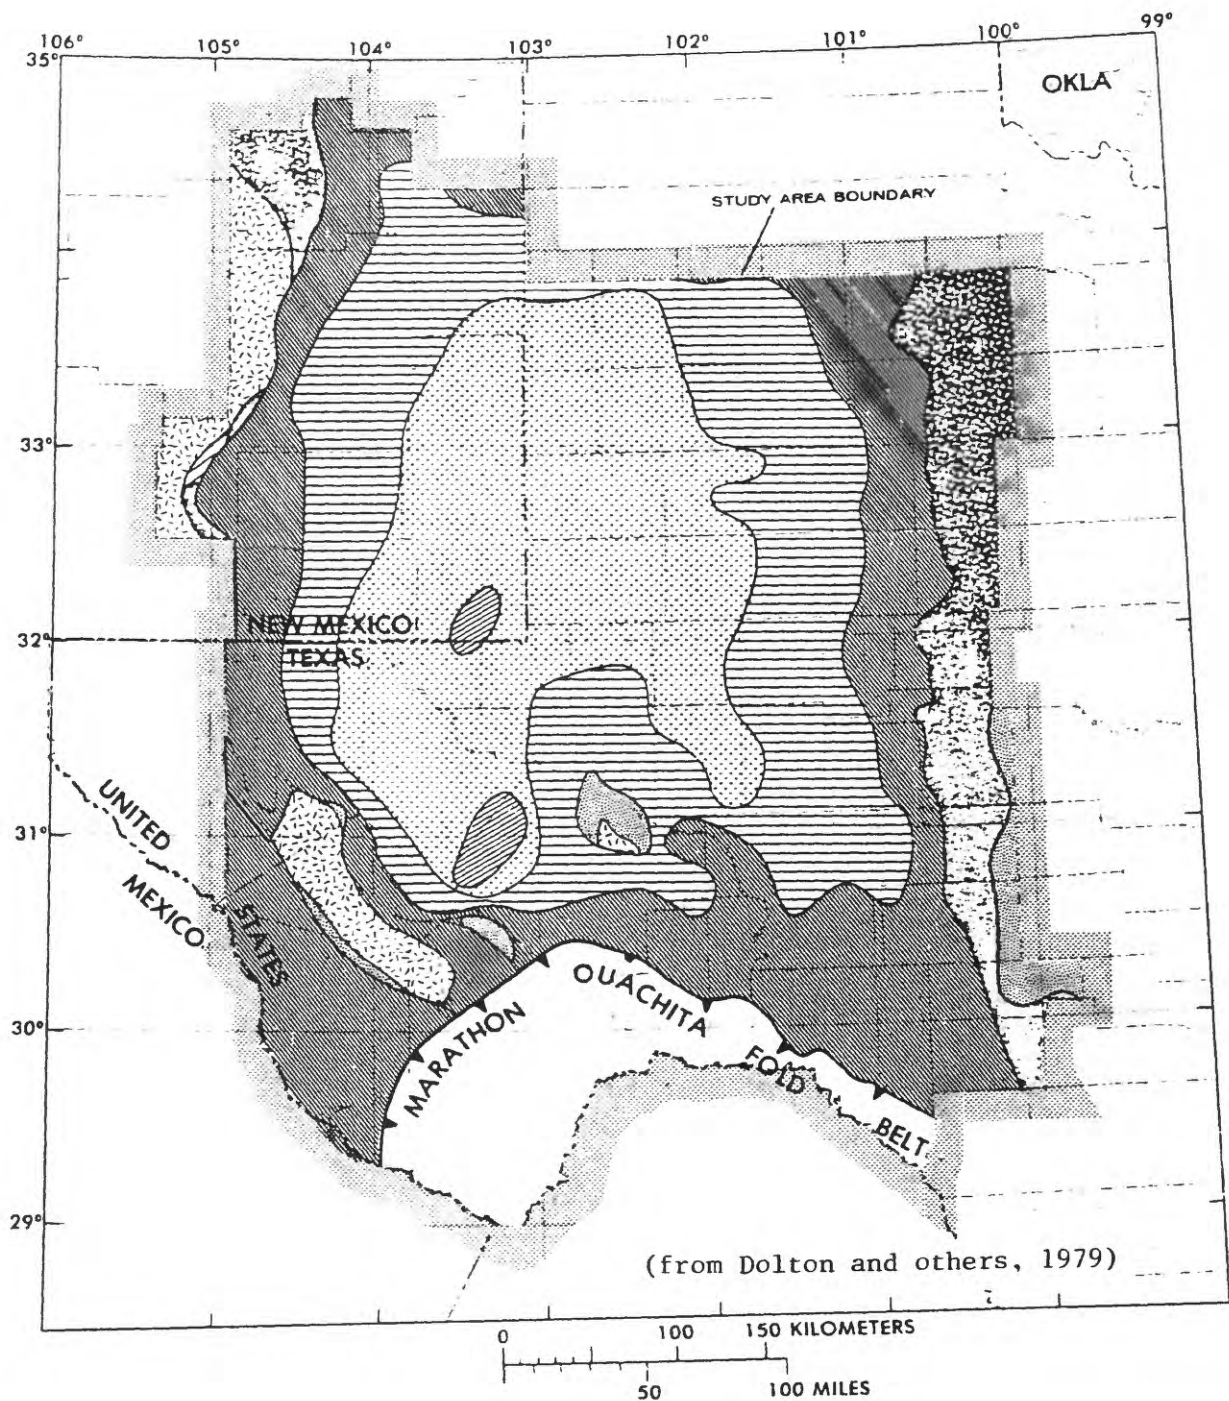 106° 105° 104° 103° 102° 101° 100° 99°
35°
OKLA
STUDY AREA BOUNDARY
33°
NEW MEXICO
32°
TEXAS
UNITED
STATES
31°
MEXICO
30°
MARATHON OUACHITA FOLD BELT
29°
(from Dolton and others, 1979)
0 100 150 KILOMETERS
50 100 MILES